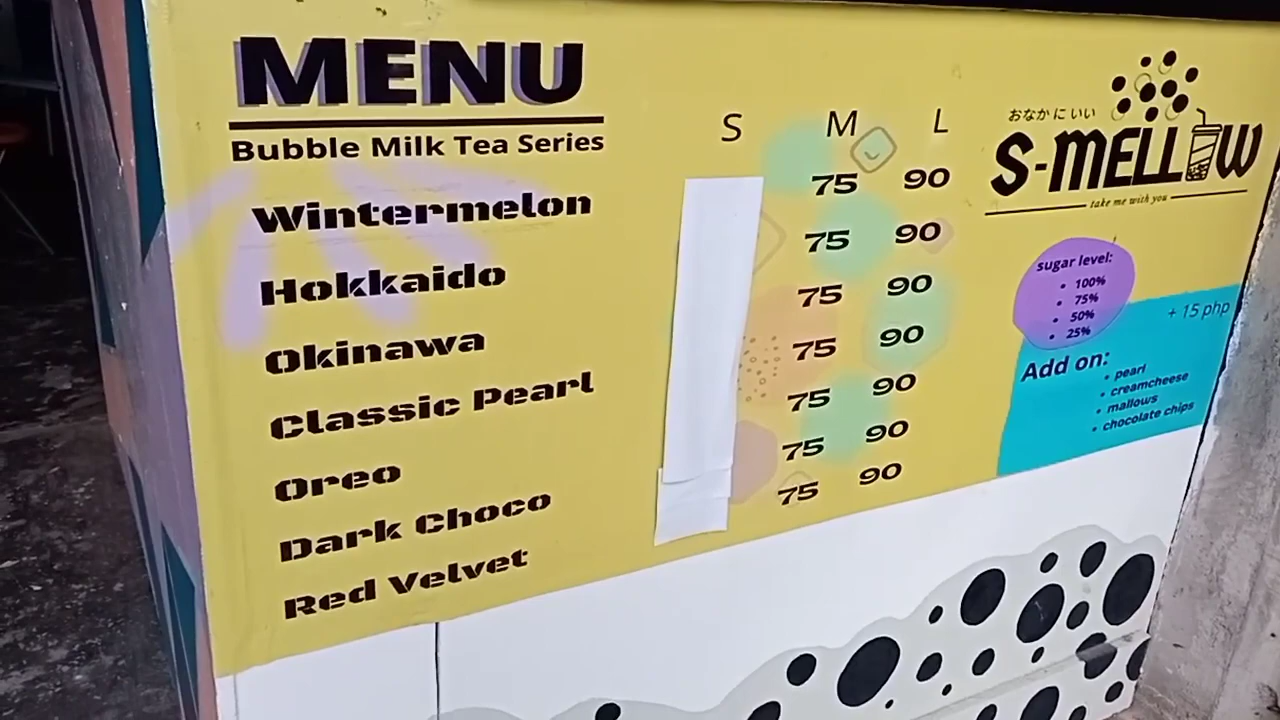 MENU
Bubble Milk Tea Series
S M L
Wintermelon 75 90
Hokkaido 75 90
Okinawa 75 90
Classic Pearl 75 90
Oreo 75 90
Dark Choco 75 90
Red Velvet 75 90
おなか に いい
S-MELLOW
take me with you
sugar level:
• 100%
• 75%
• 50%
• 25%
+ 15 php
Add on:
• pearl
• creamcheese
• mallows
• chocolate chips